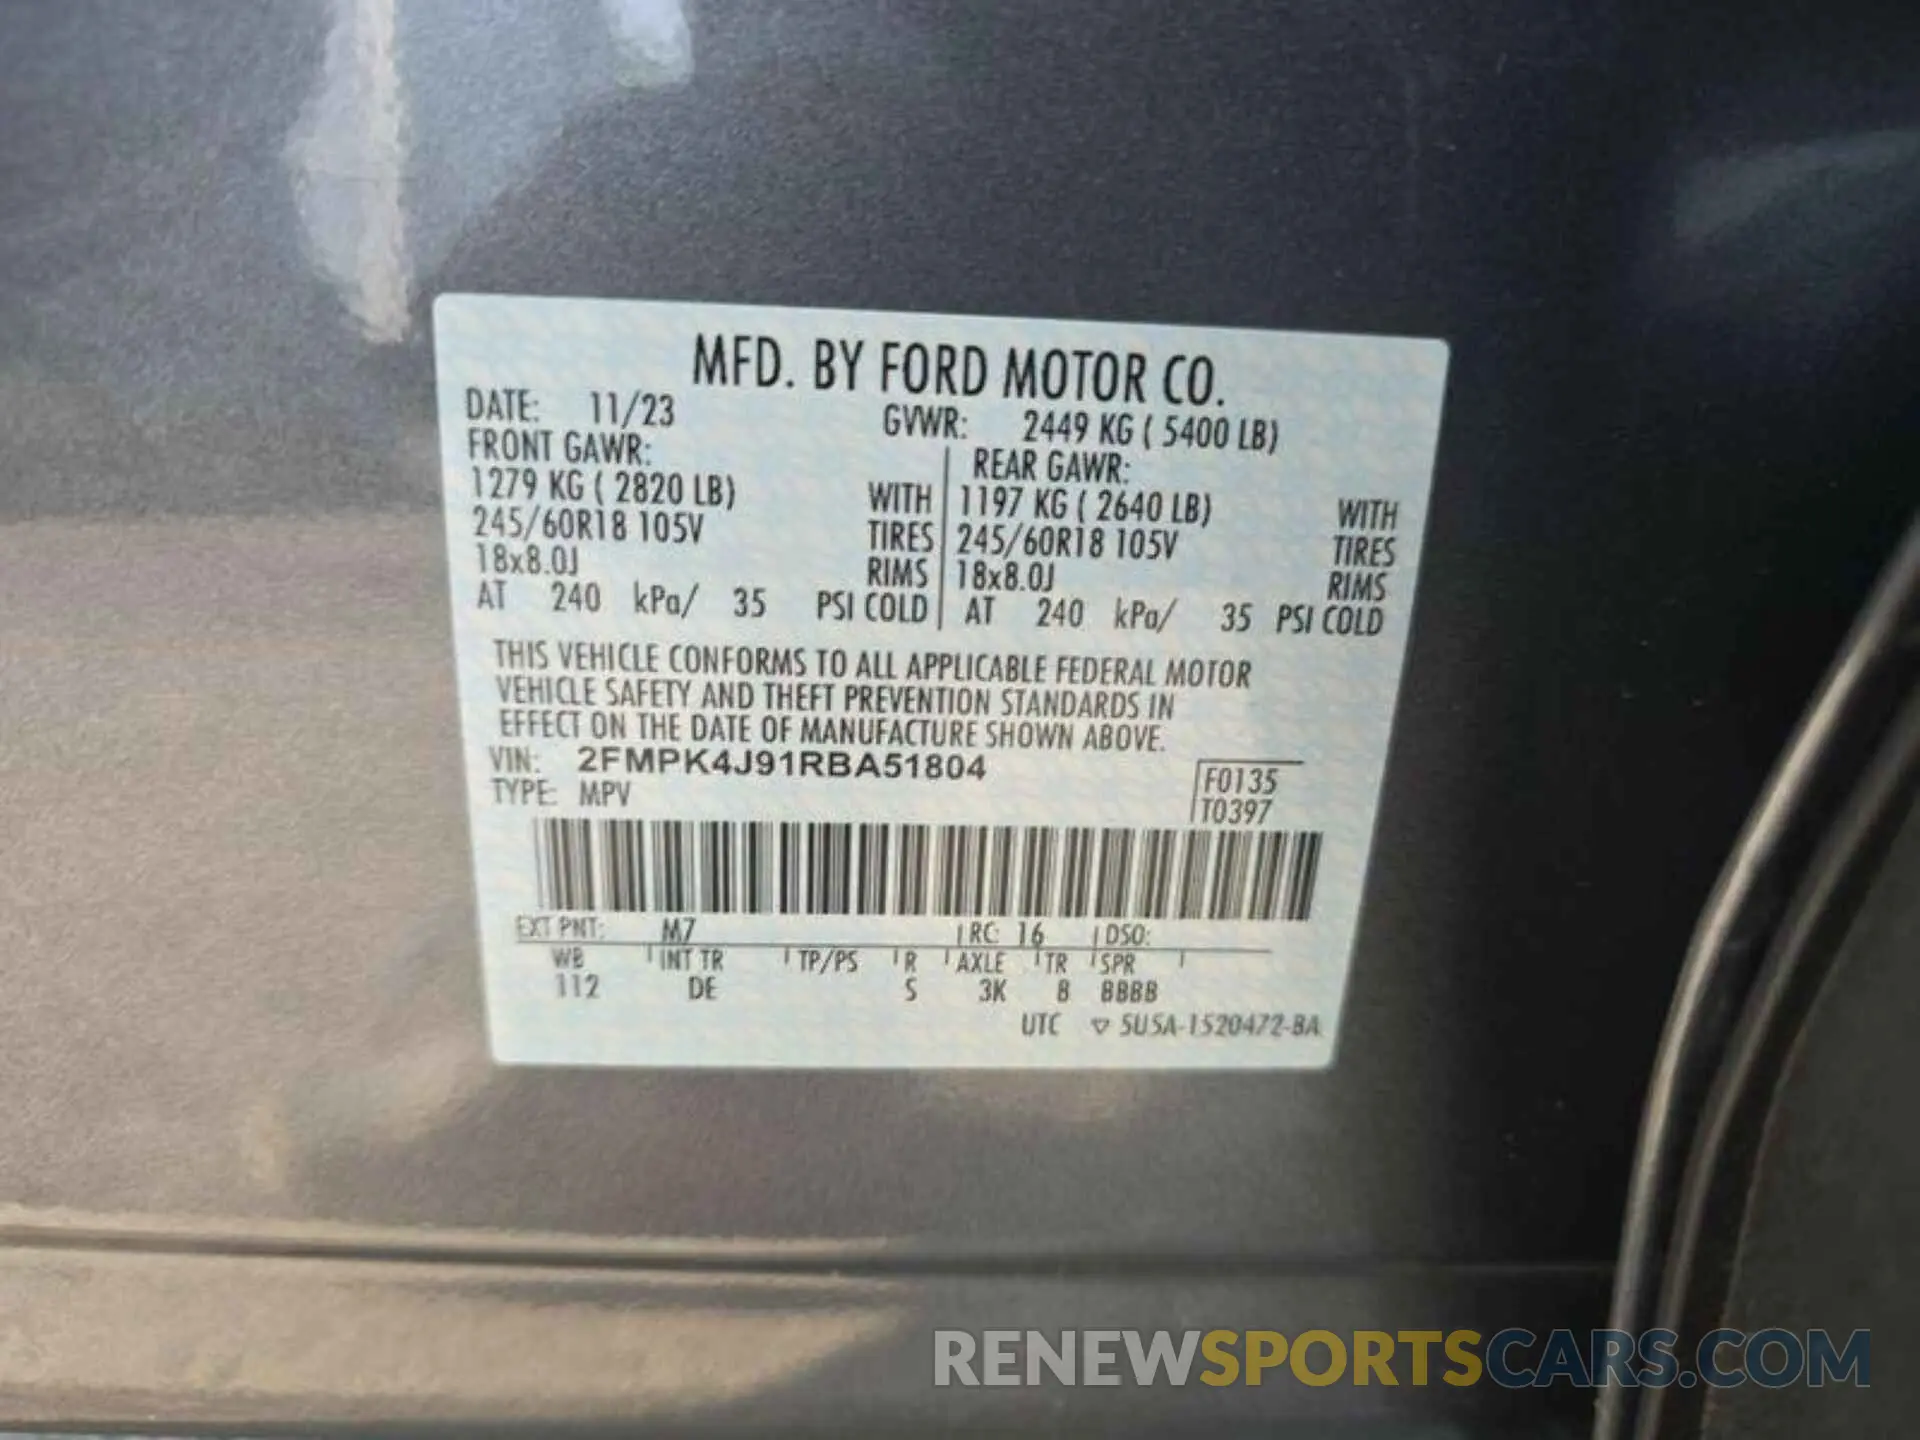 MFD. BY FORD MOTOR CO.
DATE: 11/23 GVWR: 2449 KG ( 5400 LB)
FRONT GAWR: REAR GAWR:
1279 KG ( 2820 LB) WITH 1197 KG ( 2640 LB) WITH
245/60R18 105V TIRES 245/60R18 105V TIRES
18x8.0J RIMS 18x8.0J RIMS
AT 240 kPa/ 35 PSI COLD AT 240 kPa/ 35 PSI COLD
THIS VEHICLE CONFORMS TO ALL APPLICABLE FEDERAL MOTOR
VEHICLE SAFETY AND THEFT PREVENTION STANDARDS IN
EFFECT ON THE DATE OF MANUFACTURE SHOWN ABOVE.
VIN: 2FMPK4J91RBA51804 F0135
TYPE: MPV T0397
EXT PNT: M7 RC: 16 DSO:
WB INT TR TP/PS R AXLE TR SPR
112 DE S 3K 8 BBBB
UTC ▽ 5U5A-1520472-BA
RENEWSPORTSCARS.COM